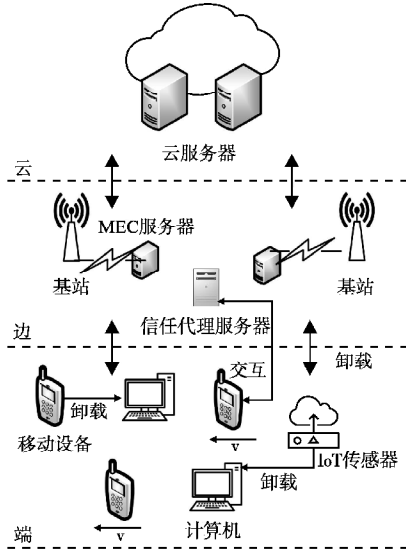 云服务器
云
MEC服务器
基站
基站
信任代理服务器
边
卸载
交互
卸载
移动设备
v
IoT传感器
卸载
计算机
v
端